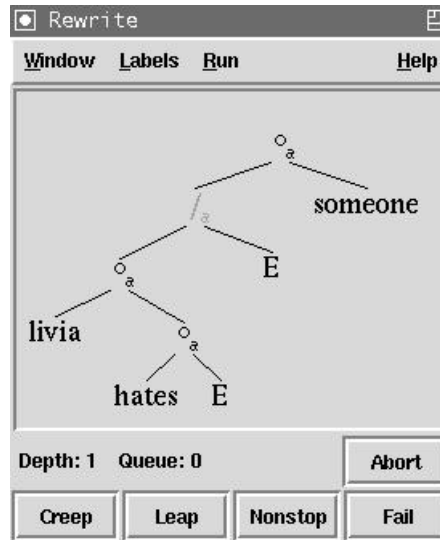 Rewrite
Window Labels Run Help
o a
/ a
someone
o a
E
livia
o a
hates E
Depth: 1 Queue: 0
Abort
Creep Leap Nonstop Fail